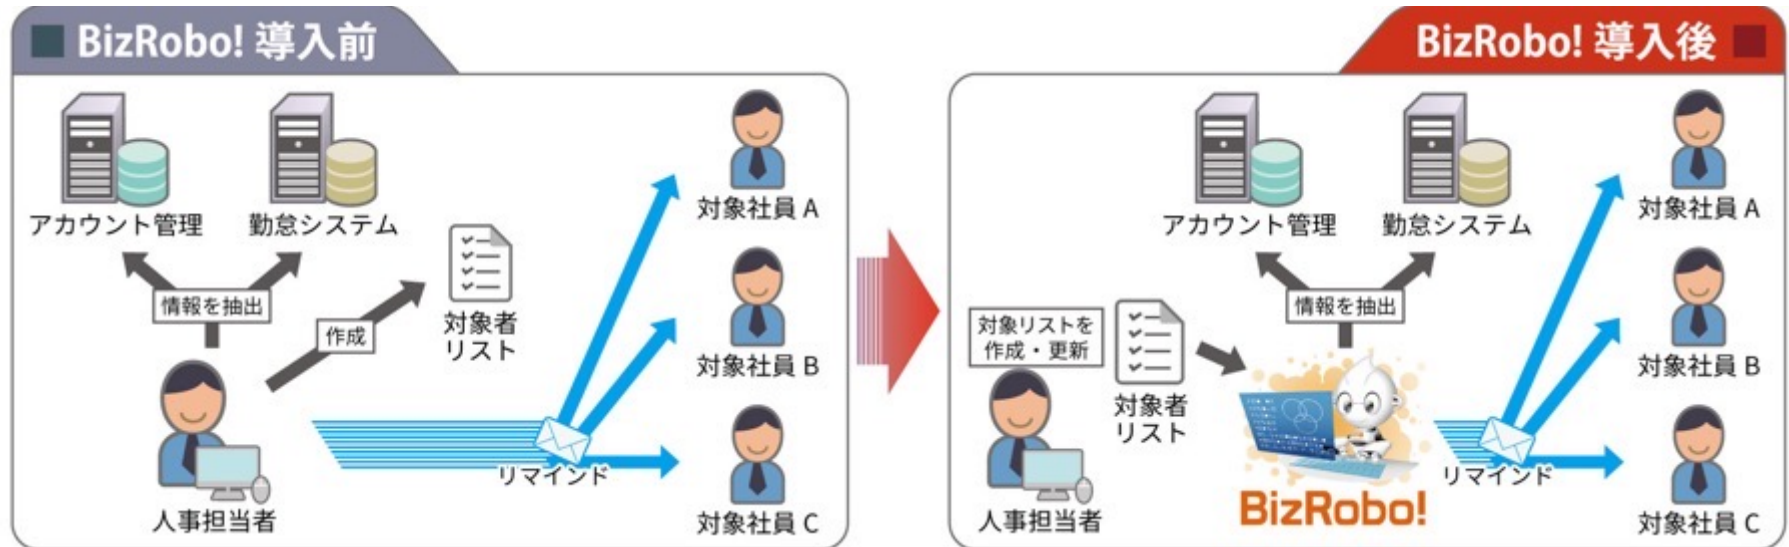 BizRobo! 導入前
アカウント管理
勤怠システム
情報を抽出
作成
対象者
リスト
人事担当者
リマインド
対象社員 A
対象社員 B
対象社員 C
BizRobo! 導入後
アカウント管理
勤怠システム
情報を抽出
対象リストを
作成・更新
対象者
リスト
人事担当者
BizRobo!
リマインド
対象社員 A
対象社員 B
対象社員 C